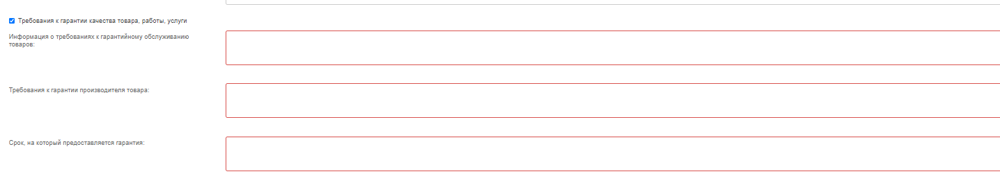 Требования к гарантии качества товара, работы, услуги
Информация о требованиях к гарантийному обслуживанию
товаров:
Требования к гарантии производителя товара:
Срок, на который предоставляется гарантия: